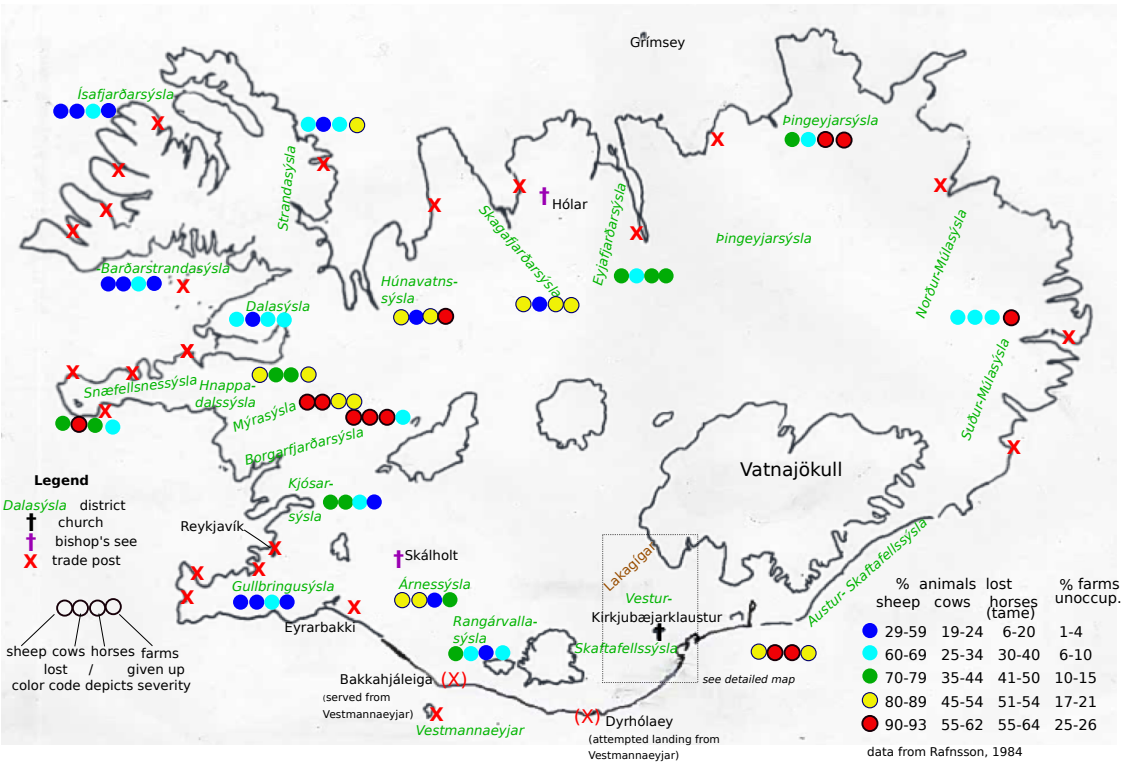 Grímsey
Ísafjarðarsýsla
Þingeyjarsýsla
Strandasýsla
Hólar
Skagafjarðarsýsla
Eyjafjarðarsýsla
Þingeyjarsýsla
Norður-Múlasýsla
Barðarstrandasýsla
Húnavatns-
sýsla
Dalasýsla
Suður-Múlasýsla
Snæfellsnessýsla
Hnappa-
dalssýsla
Mýrasýsla
Borgarfjarðarsýsla
Vatnajökull
Kjósar-
sýsla
Legend
Dalasýsla district
church
bishop's see
X trade post
Reykjavík
Skálholt
Lakagígar
Austur- Skaftafellssýsla
Gullbringusýsla
Árnessýsla
Vestur-
Kirkjubæjarklaustur
Skaftafellssýsla
Eyrarbakki
Rangárvalla-
sýsla
sheep cows horses farms
lost / given up
color code depicts severity
Bakkahjáleiga (X)
(served from
Vestmannaeyjar)
Vestmannaeyjar
(X) Dyrhólaey
(attempted landing from
Vestmannaeyjar)
see detailed map
% animals lost % farms
sheep cows horses unoccup.
(tame)
29-59 19-24 6-20 1-4
60-69 25-34 30-40 6-10
70-79 35-44 41-50 10-15
80-89 45-54 51-54 17-21
90-93 55-62 55-64 25-26
data from Rafnsson, 1984